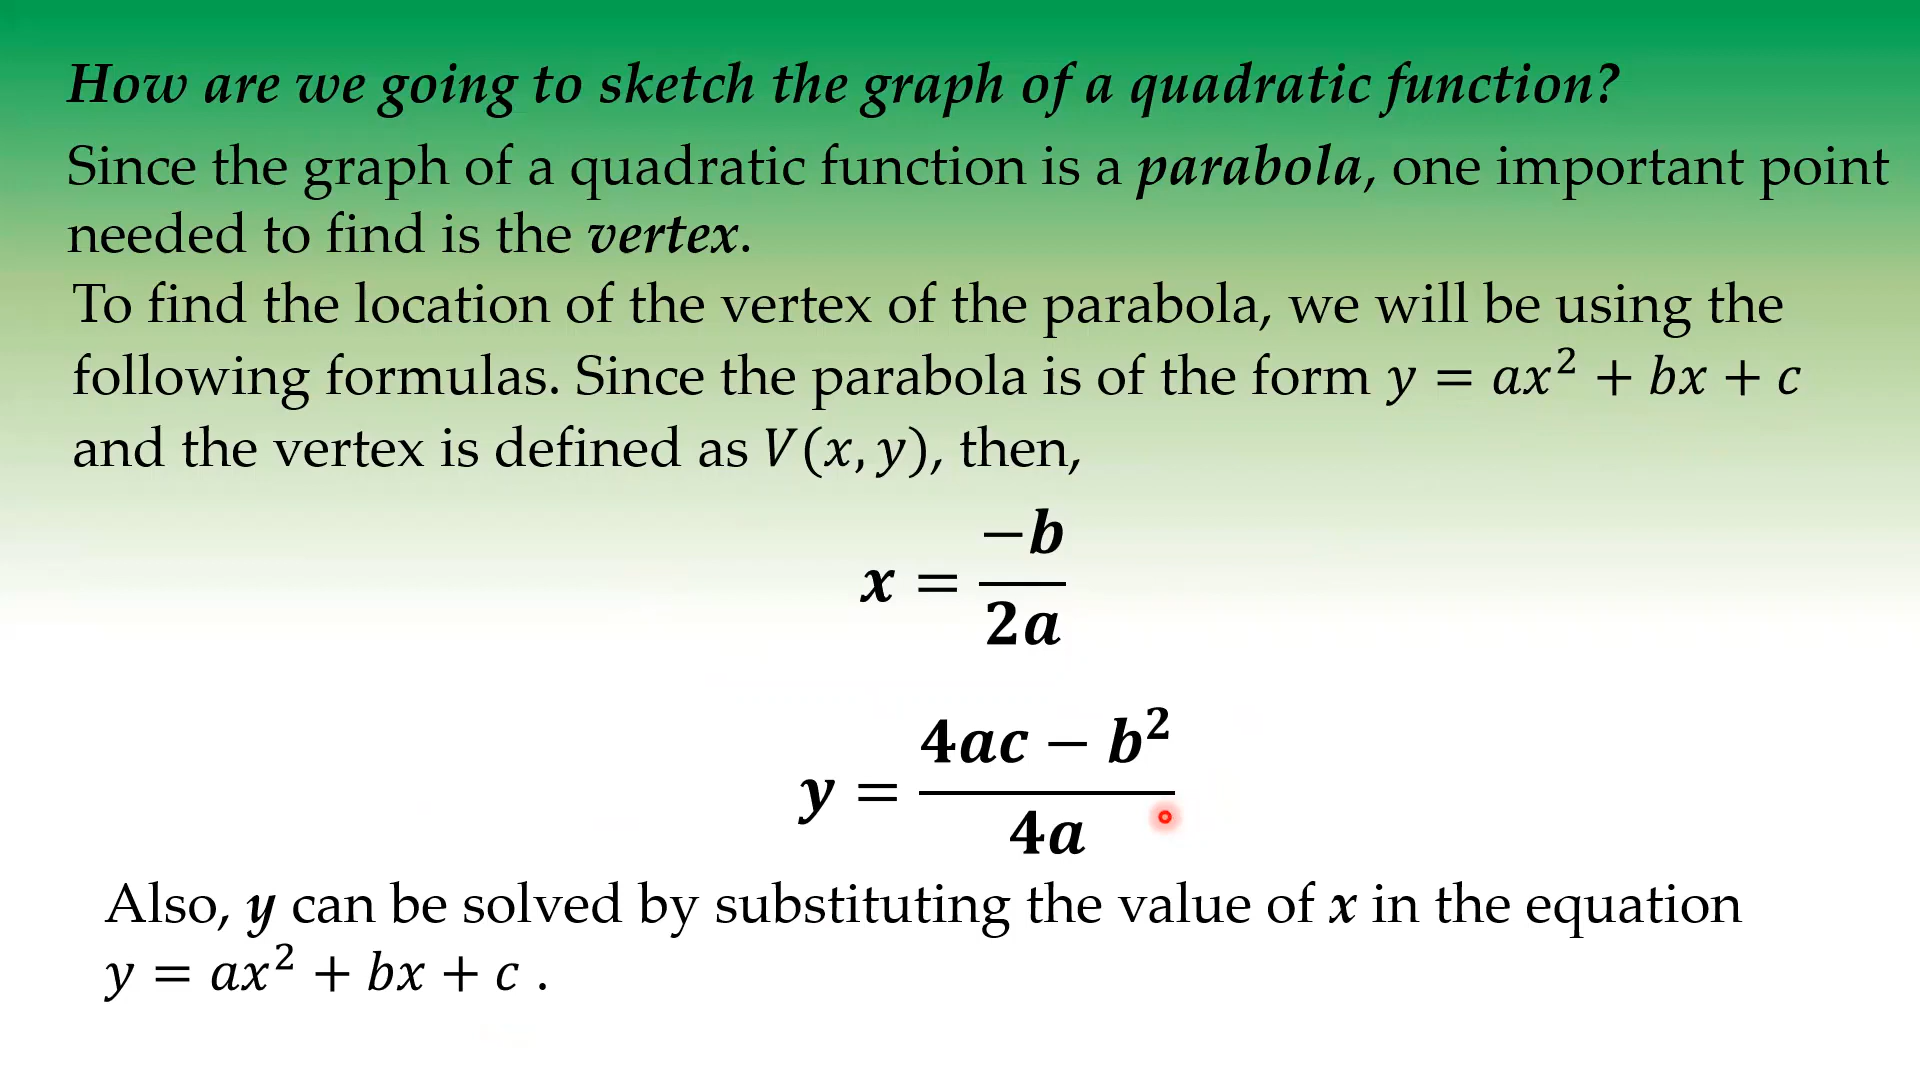 How are we going to sketch the graph of a quadratic function?
Since the graph of a quadratic function is a parabola, one important point
needed to find is the vertex.
To find the location of the vertex of the parabola, we will be using the
following formulas. Since the parabola is of the form y = ax² + bx + c
and the vertex is defined as V(x, y), then,
x = −b / 2a
y = 4ac − b² / 4a
Also, y can be solved by substituting the value of x in the equation
y = ax² + bx + c .